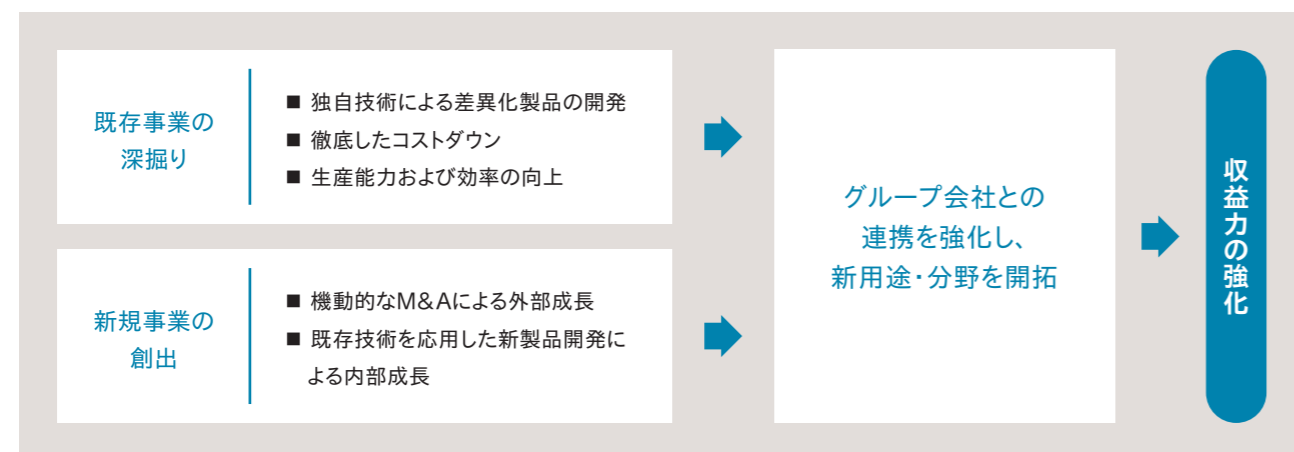 既存事業の
深掘り
■ 独自技術による差異化製品の開発
■ 徹底したコストダウン
■ 生産能力および効率の向上
新規事業の
創出
■ 機動的なM&Aによる外部成長
■ 既存技術を応用した新製品開発に
よる内部成長
グループ会社との
連携を強化し、
新用途・分野を開拓
収益力の強化